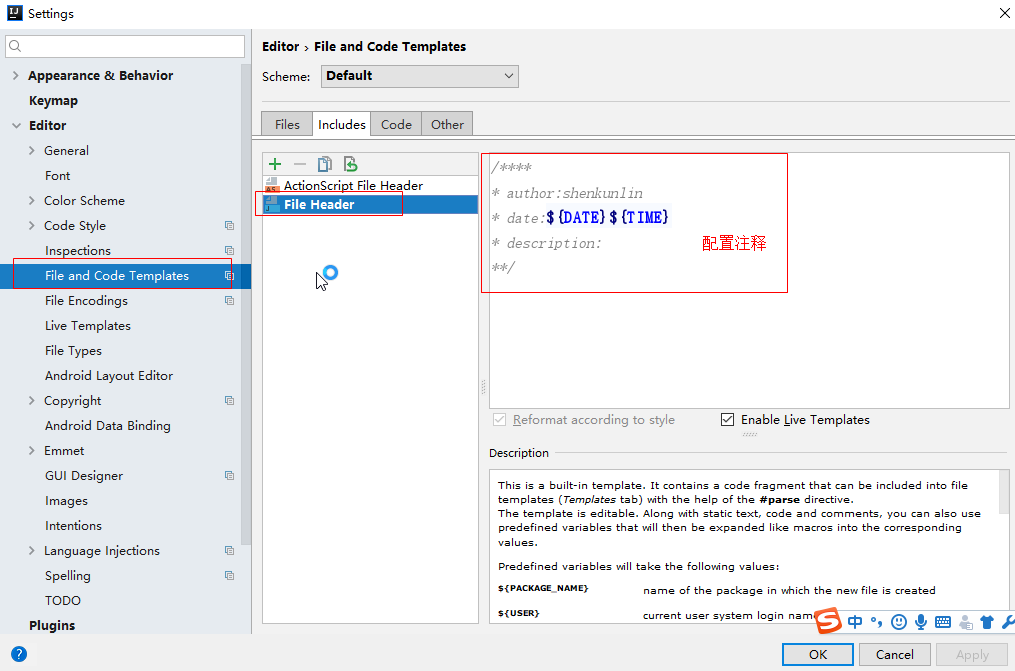 Settings
Appearance & Behavior
Keymap
Editor
General
Font
Color Scheme
Code Style
Inspections
File and Code Templates
File Encodings
Live Templates
File Types
Android Layout Editor
Copyright
Android Data Binding
Emmet
GUI Designer
Images
Intentions
Language Injections
Spelling
TODO
Plugins
Editor › File and Code Templates
Scheme: Default
Files Includes Code Other
ActionScript File Header
File Header
/****
* author:shenkunlin
* date:${DATE}${TIME}
* description:
**/
配置注释
Reformat according to style
Enable Live Templates
Description
This is a built-in template. It contains a code fragment that can be included into file
templates (Templates tab) with the help of the #parse directive.
The template is editable. Along with static text, code and comments, you can also use
predefined variables that will then be expanded like macros into the corresponding
values.
Predefined variables will take the following values:
${PACKAGE_NAME} name of the package in which the new file is created
${USER} current user system login name
中
OK Cancel Apply